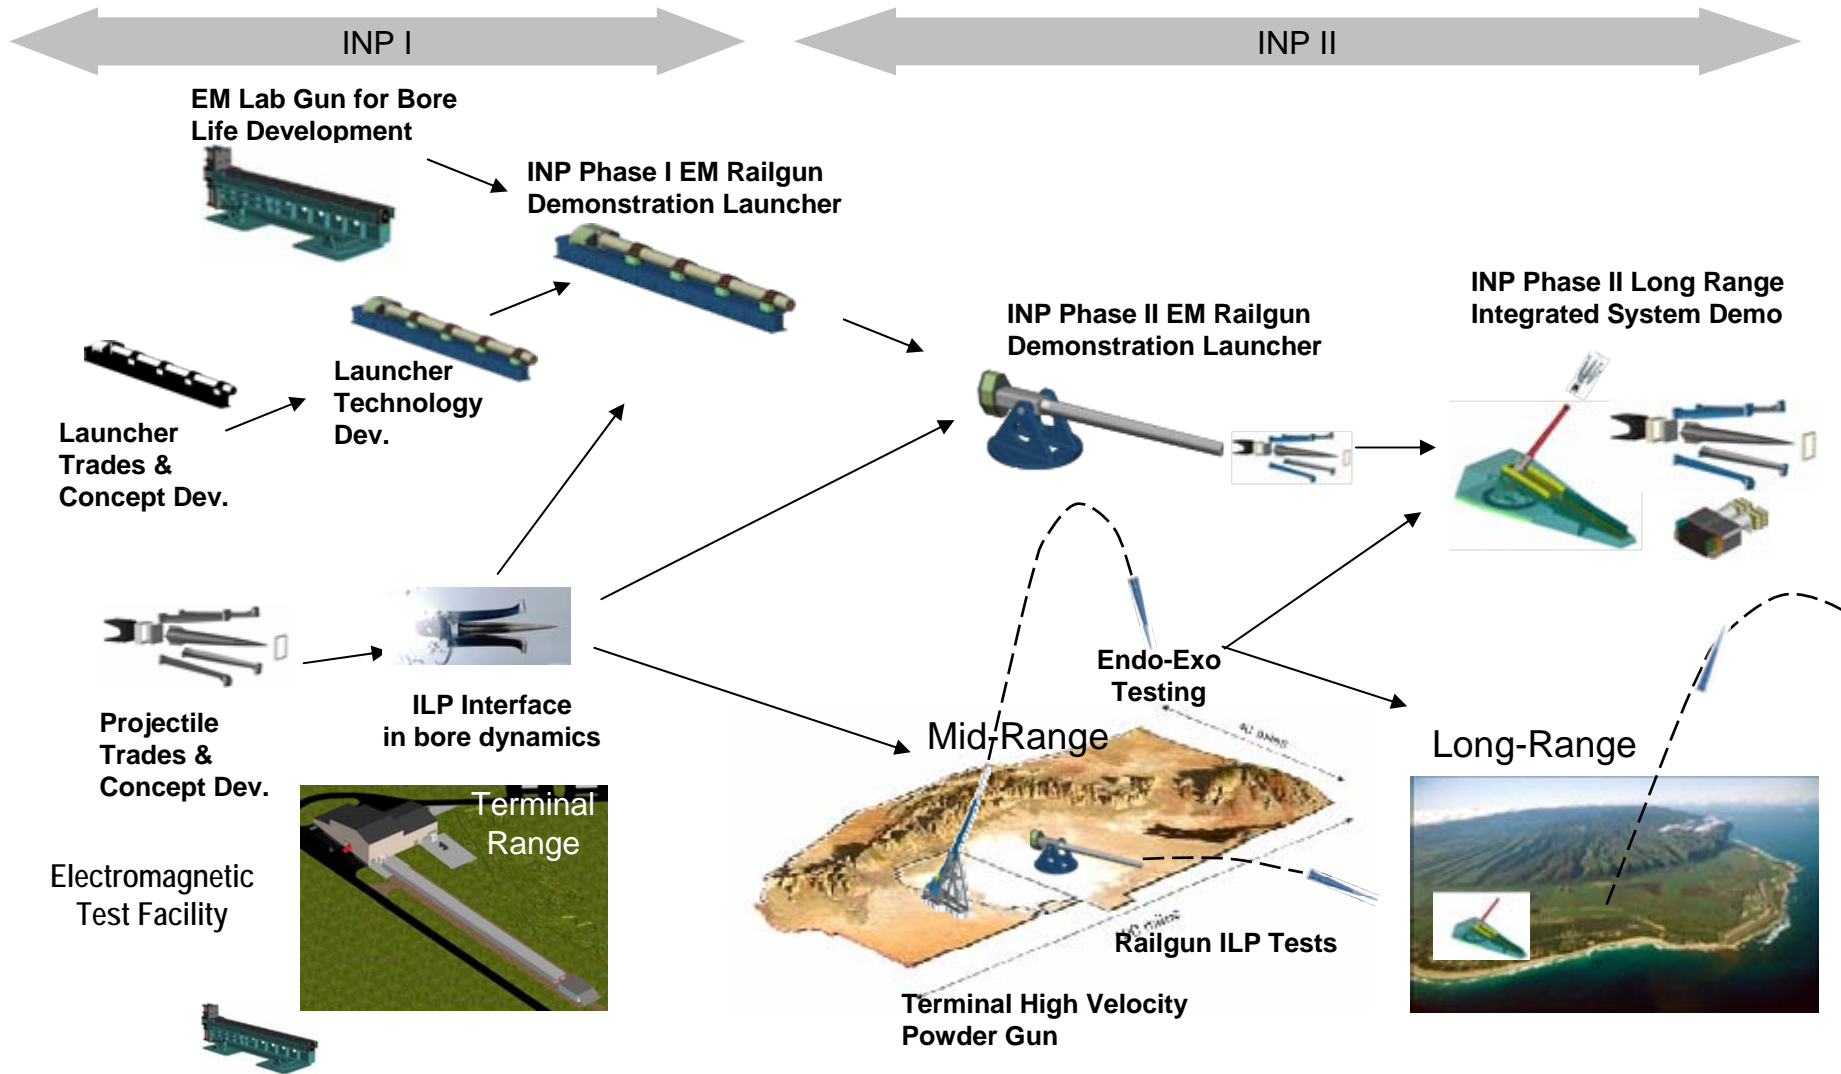 INP I
INP II
EM Lab Gun for Bore
Life Development
INP Phase I EM Railgun
Demonstration Launcher
INP Phase II Long Range
Integrated System Demo
INP Phase II EM Railgun
Demonstration Launcher
Launcher
Technology
Dev.
Launcher
Trades &
Concept Dev.
Endo-Exo
Testing
ILP Interface
in bore dynamics
Projectile
Trades &
Concept Dev.
Mid-Range
Long-Range
Terminal
Range
Electromagnetic
Test Facility
Railgun ILP Tests
Terminal High Velocity
Powder Gun